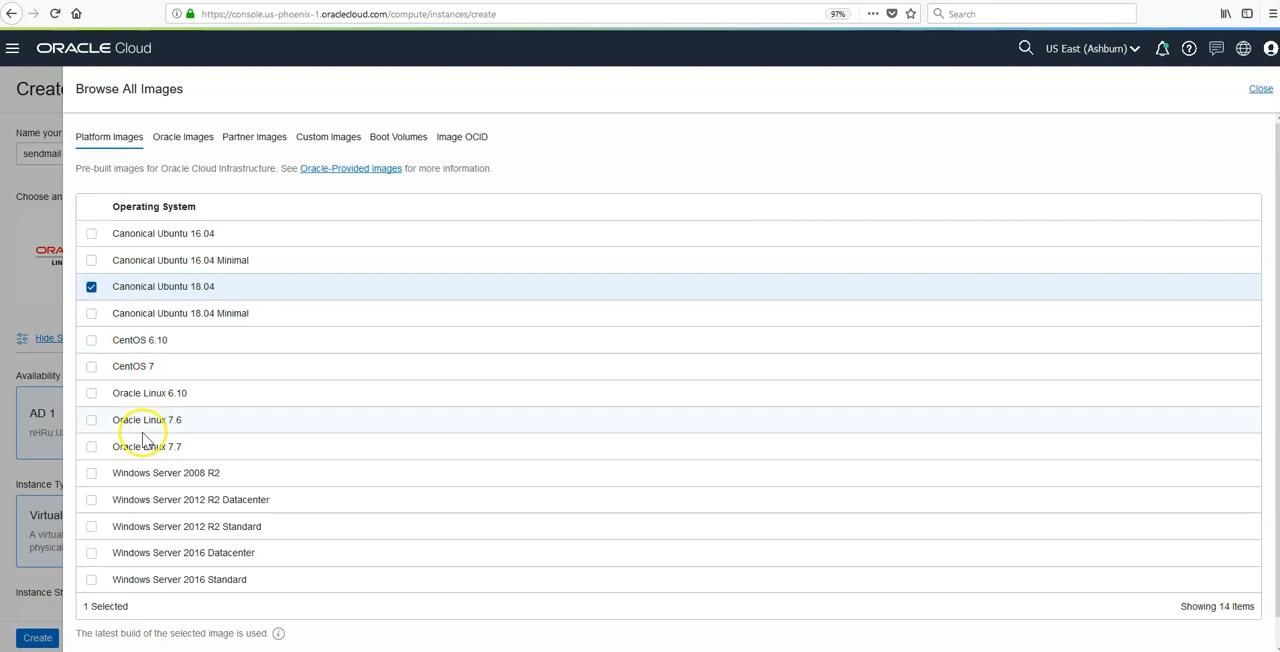 https://console.us-phoenix-1.oraclecloud.com/compute/instances/create
97%
Search
ORACLE Cloud
US East (Ashburn)
Create
Browse All Images
Close
Name your
sendmail
Platform Images Oracle Images Partner Images Custom Images Boot Volumes Image OCID
Pre-built images for Oracle Cloud Infrastructure. See Oracle-Provided Images for more information.
Choose an
Operating System
Canonical Ubuntu 16.04
ORA
LIN
Canonical Ubuntu 16.04 Minimal
Canonical Ubuntu 18.04
Canonical Ubuntu 18.04 Minimal
Hide S
CentOS 6.10
CentOS 7
Availability
Oracle Linux 6.10
AD 1
Oracle Linux 7.6
nHRu:U
Oracle Linux 7.7
Windows Server 2008 R2
Instance Ty
Windows Server 2012 R2 Datacenter
Virtual
Windows Server 2012 R2 Standard
A virtua
physical
Windows Server 2016 Datacenter
Windows Server 2016 Standard
Instance Sh
1 Selected
Showing 14 Items
The latest build of the selected image is used.
Create